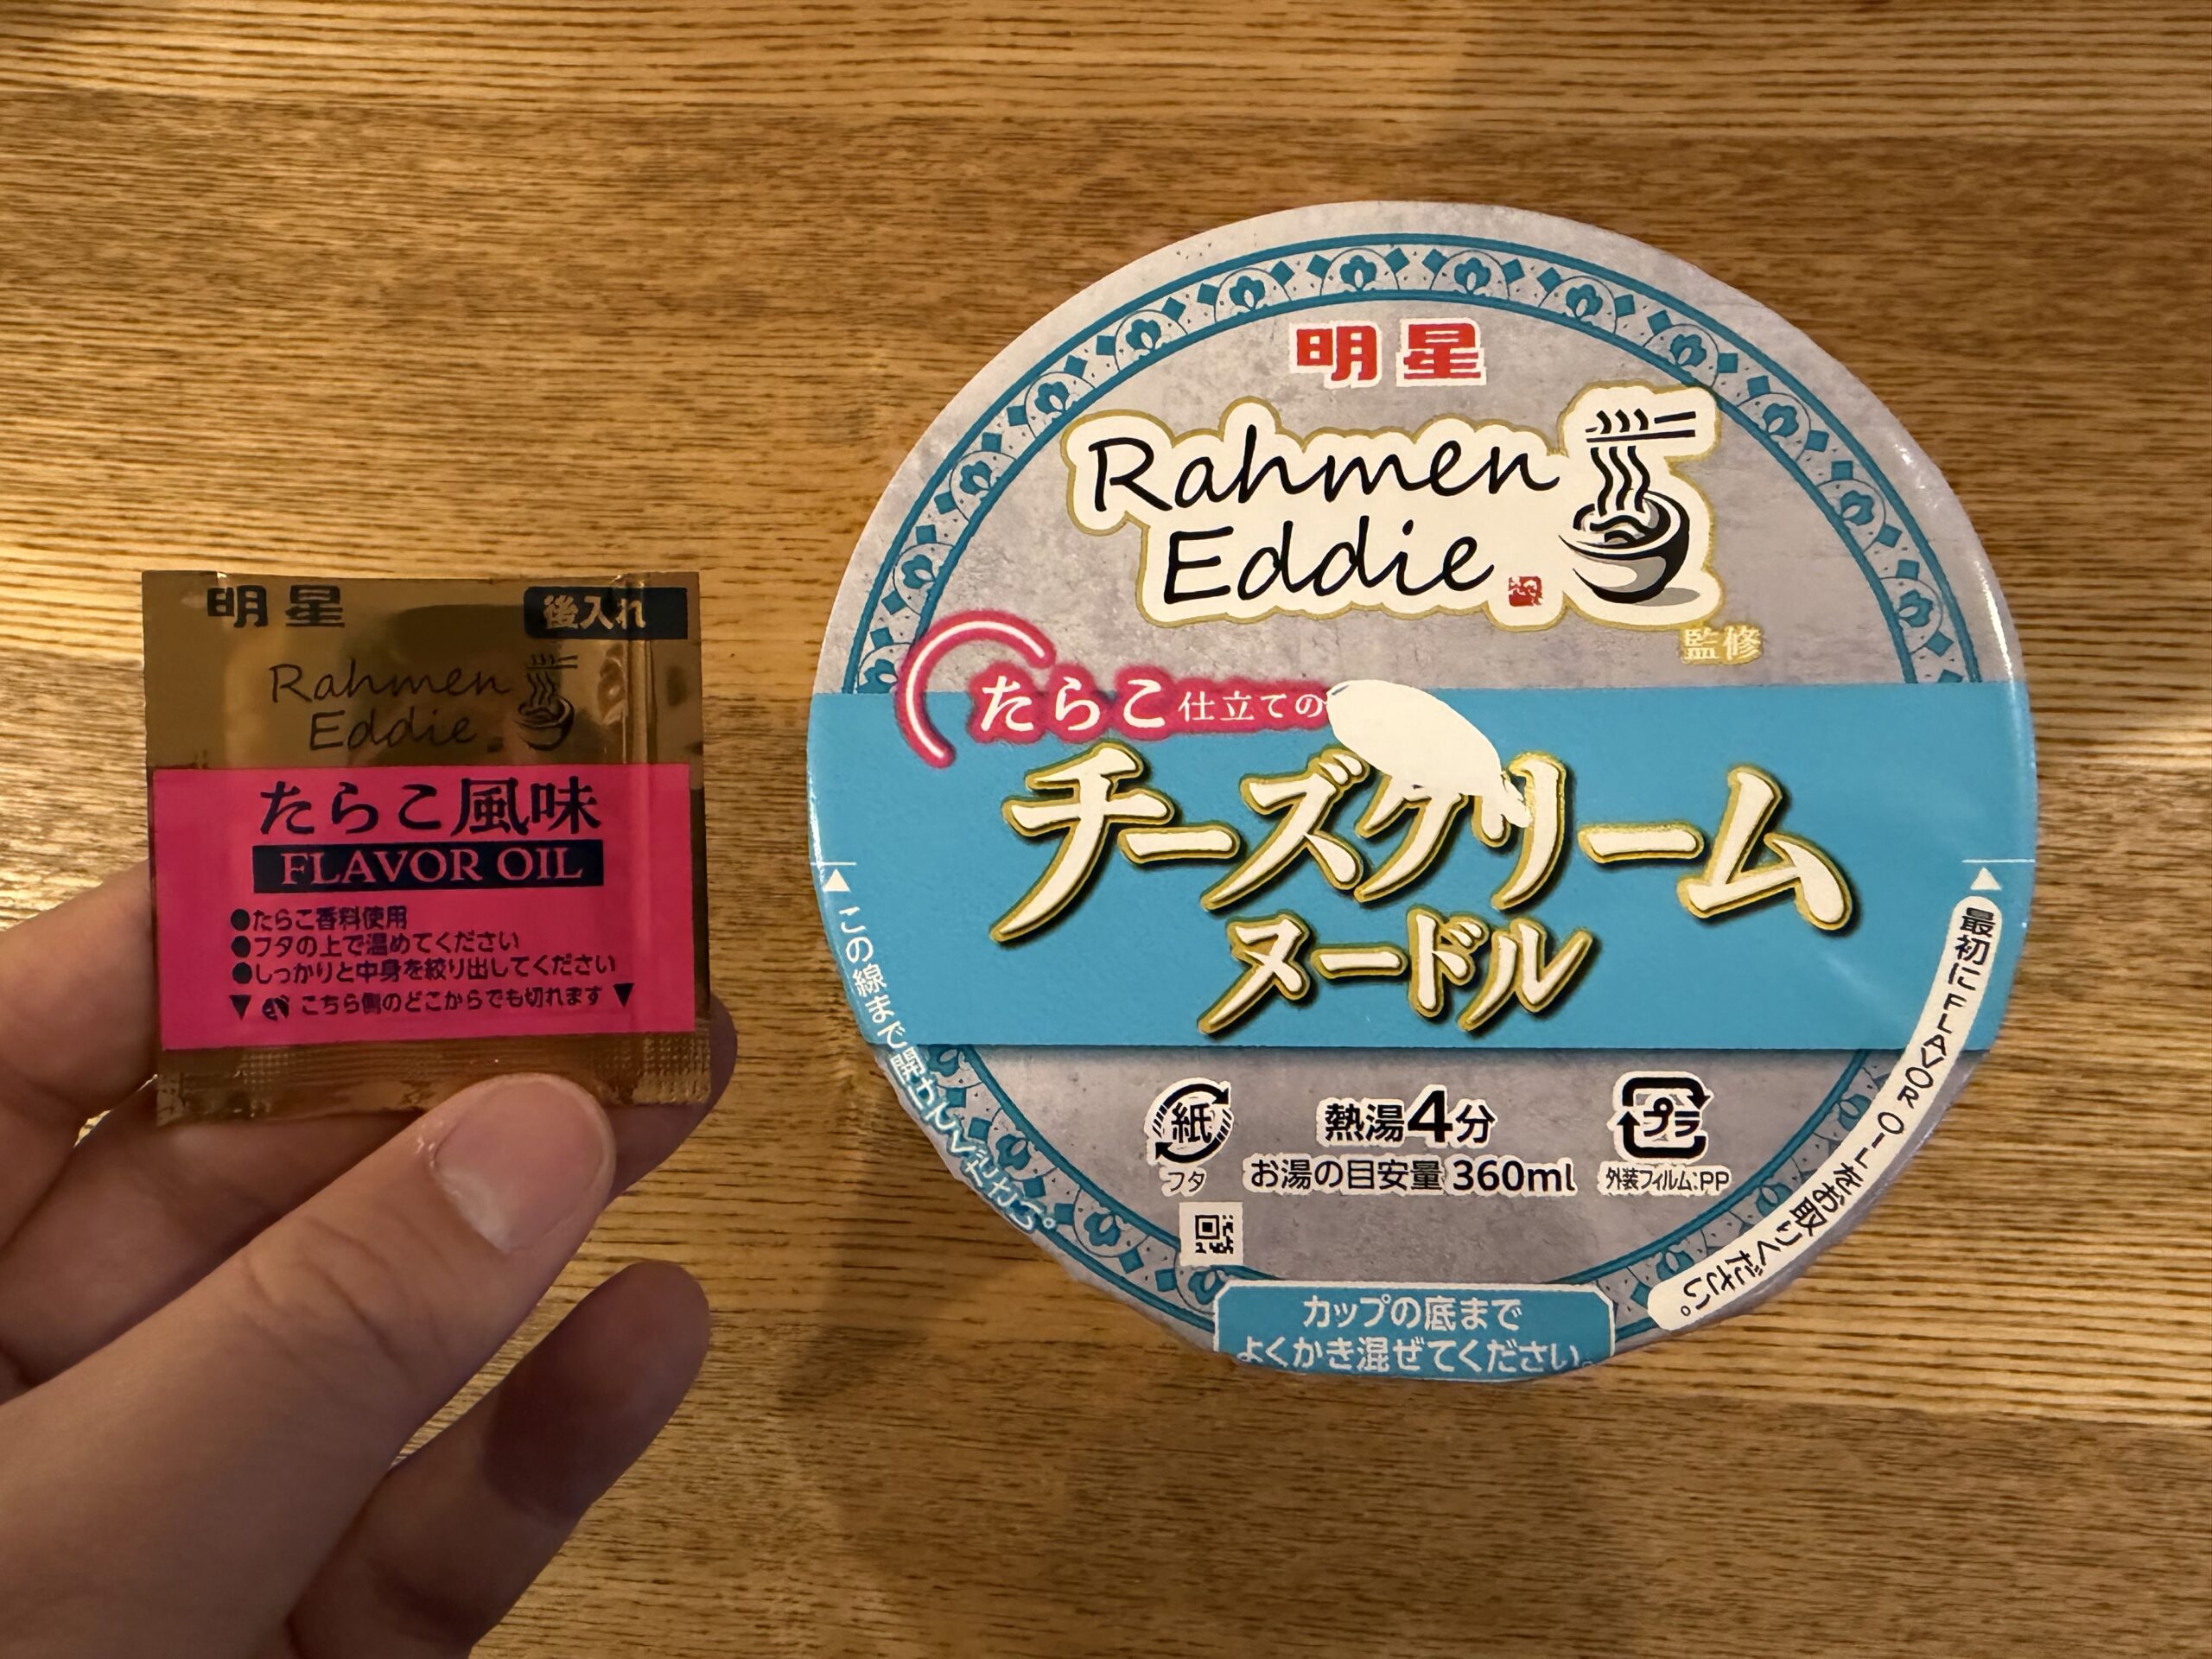 明星
後入れ
Rahmen
Eddie
たらこ風味
FLAVOR OIL
●たらこ香料使用
●フタの上で温めてください
●しっかりと中身を絞り出してください
▼ こちら側のどこからでも切れます ▼
明星
Rahmen
Eddie
監修
たらこ仕立ての
チーズクリーム
ヌードル
この線まで開けてください。
最初にFLAVOR OILをお取りください。
紙
フタ
熱湯4分
お湯の目安量 360ml
プラ
外装フィルム:PP
カップの底まで
よくかき混ぜてください。